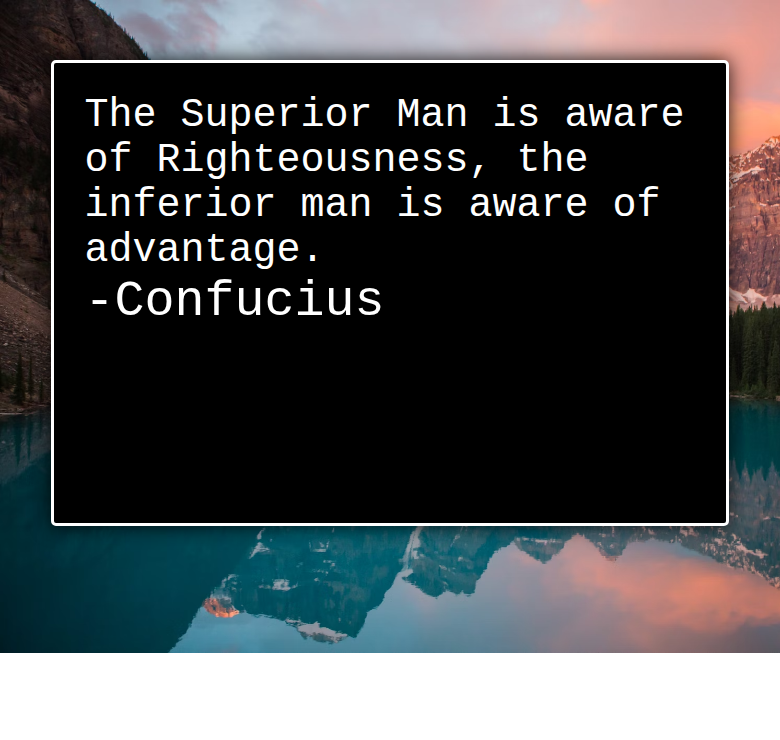 The Superior Man is aware
of Righteousness, the
inferior man is aware of
advantage.
-Confucius